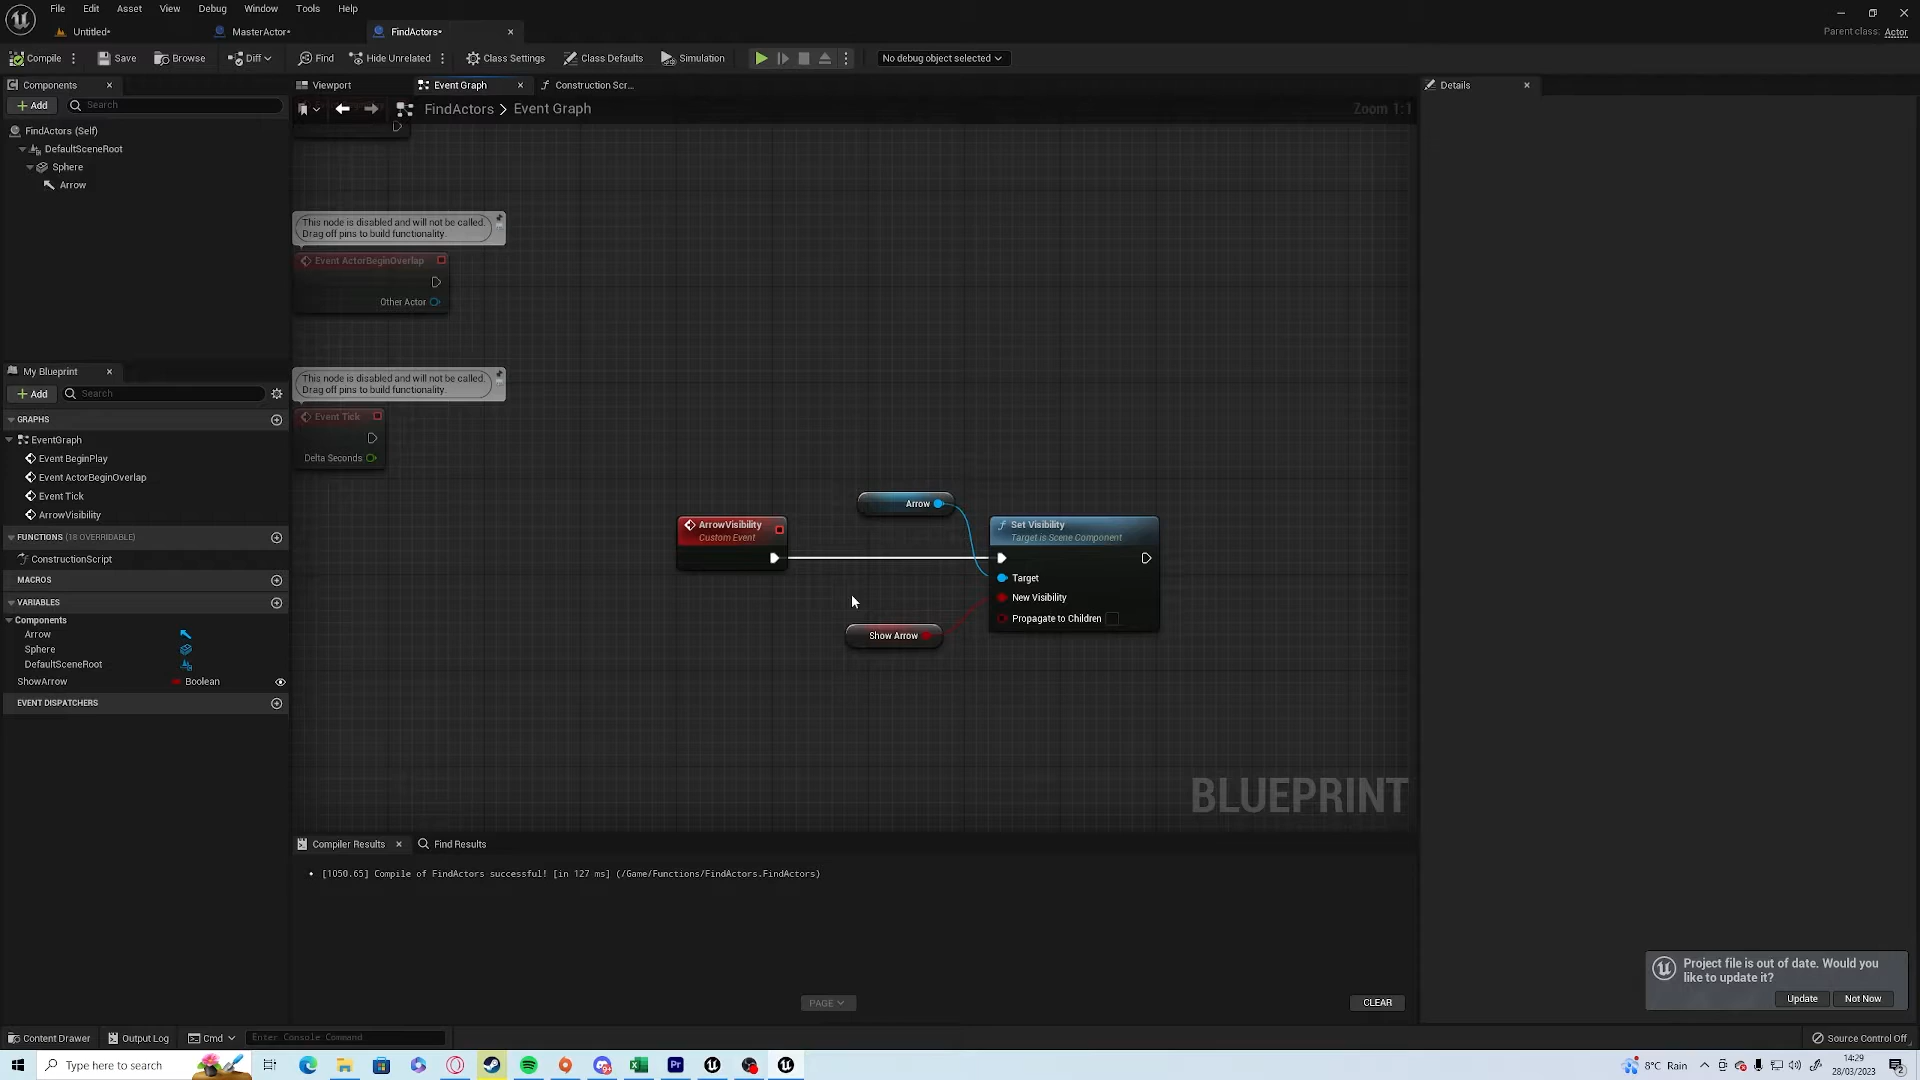 File Edit Asset View Debug Window Tools Help
Untitled* MasterActor* FindActors*
Parent class: Actor
Compile Save Browse Diff Find Hide Unrelated Class Settings Class Defaults Simulation No debug object selected
Components
Add Search
FindActors (Self)
DefaultSceneRoot
Sphere
Arrow
Viewport Event Graph Construction Scr...
FindActors > Event Graph
Zoom 1:1
This node is disabled and will not be called.
Drag off pins to build functionality.
Event ActorBeginOverlap
Other Actor
This node is disabled and will not be called.
Drag off pins to build functionality.
Event Tick
Delta Seconds
Arrow
ArrowVisibility
Custom Event
Set Visibility
Target is Scene Component
Target
New Visibility
Propagate to Children
Show Arrow
BLUEPRINT
Details
My Blueprint
Add Search
GRAPHS
EventGraph
Event BeginPlay
Event ActorBeginOverlap
Event Tick
ArrowVisibility
FUNCTIONS (18 OVERRIDABLE)
ConstructionScript
MACROS
VARIABLES
Components
Arrow
Sphere
DefaultSceneRoot
ShowArrow Boolean
EVENT DISPATCHERS
Compiler Results Find Results
[1050.65] Compile of FindActors successful! [in 127 ms] (/Game/Functions/FindActors.FindActors)
PAGE
CLEAR
Project file is out of date. Would you
like to update it?
Update Not Now
Content Drawer Output Log Cmd Enter Console Command
Source Control Off
Type here to search
8°C Rain
14:29
28/03/2023